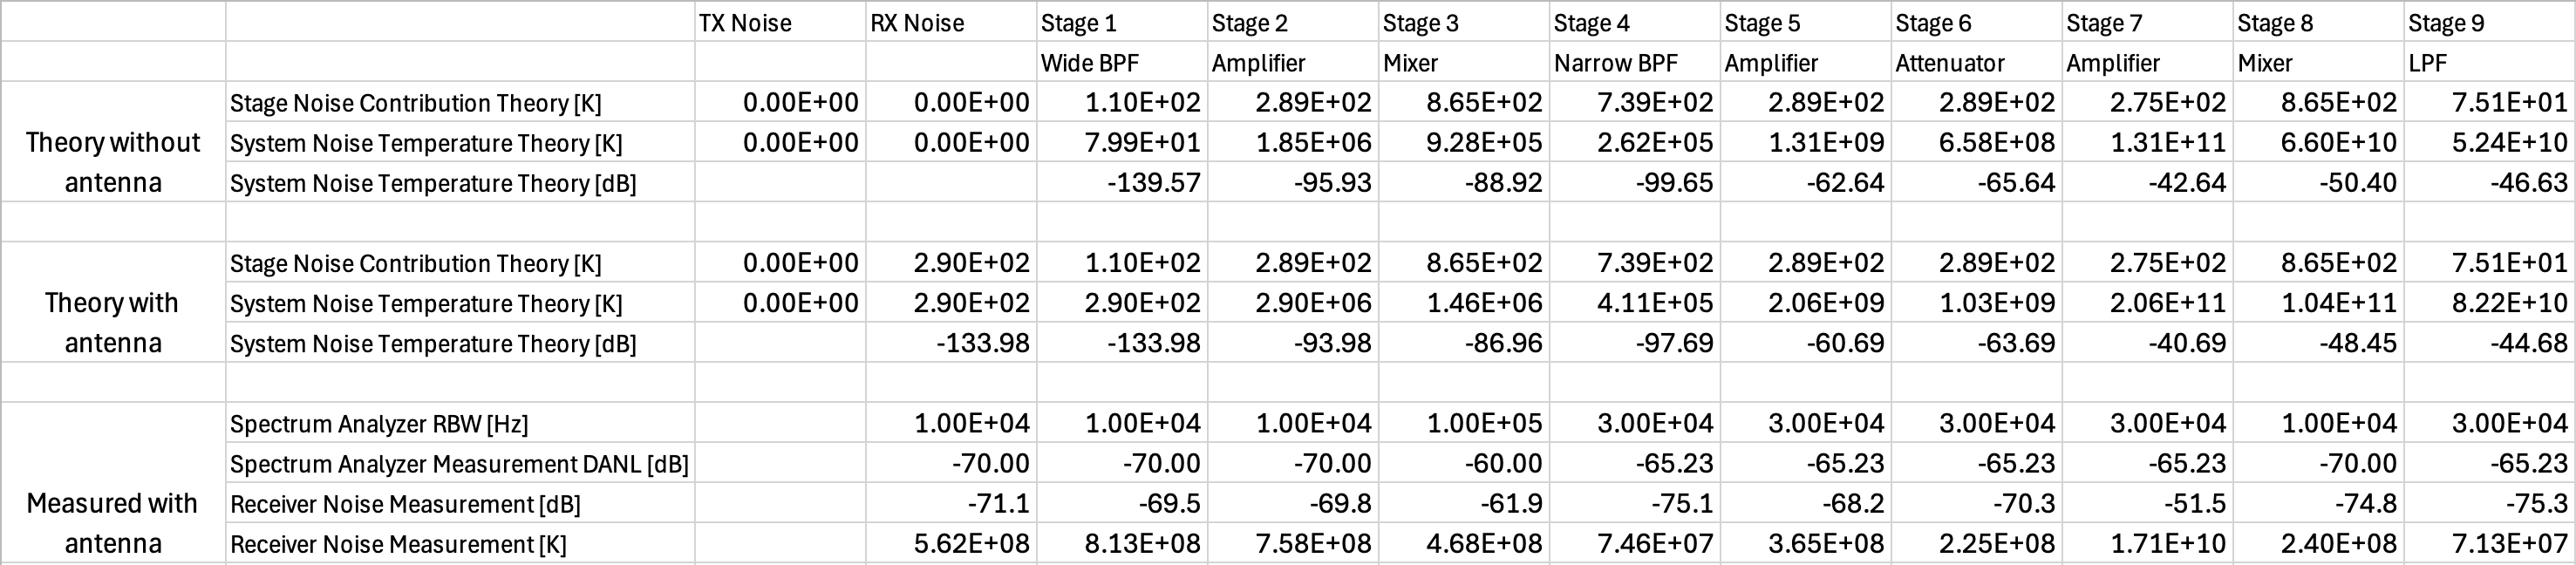 TX Noise RX Noise Stage 1 Stage 2 Stage 3 Stage 4 Stage 5 Stage 6 Stage 7 Stage 8 Stage 9
Wide BPF Amplifier Mixer Narrow BPF Amplifier Attenuator Amplifier Mixer LPF
Theory without antenna
Stage Noise Contribution Theory [K] 0.00E+00 0.00E+00 1.10E+02 2.89E+02 8.65E+02 7.39E+02 2.89E+02 2.89E+02 2.75E+02 8.65E+02 7.51E+01
System Noise Temperature Theory [K] 0.00E+00 0.00E+00 7.99E+01 1.85E+06 9.28E+05 2.62E+05 1.31E+09 6.58E+08 1.31E+11 6.60E+10 5.24E+10
System Noise Temperature Theory [dB] -139.57 -95.93 -88.92 -99.65 -62.64 -65.64 -42.64 -50.40 -46.63
Theory with antenna
Stage Noise Contribution Theory [K] 0.00E+00 2.90E+02 1.10E+02 2.89E+02 8.65E+02 7.39E+02 2.89E+02 2.89E+02 2.75E+02 8.65E+02 7.51E+01
System Noise Temperature Theory [K] 0.00E+00 2.90E+02 2.90E+02 2.90E+06 1.46E+06 4.11E+05 2.06E+09 1.03E+09 2.06E+11 1.04E+11 8.22E+10
System Noise Temperature Theory [dB] -133.98 -133.98 -93.98 -86.96 -97.69 -60.69 -63.69 -40.69 -48.45 -44.68
Measured with antenna
Spectrum Analyzer RBW [Hz] 1.00E+04 1.00E+04 1.00E+04 1.00E+05 3.00E+04 3.00E+04 3.00E+04 3.00E+04 1.00E+04 3.00E+04
Spectrum Analyzer Measurement DANL [dB] -70.00 -70.00 -70.00 -60.00 -65.23 -65.23 -65.23 -65.23 -70.00 -65.23
Receiver Noise Measurement [dB] -71.1 -69.5 -69.8 -61.9 -75.1 -68.2 -70.3 -51.5 -74.8 -75.3
Receiver Noise Measurement [K] 5.62E+08 8.13E+08 7.58E+08 4.68E+08 7.46E+07 3.65E+08 2.25E+08 1.71E+10 2.40E+08 7.13E+07